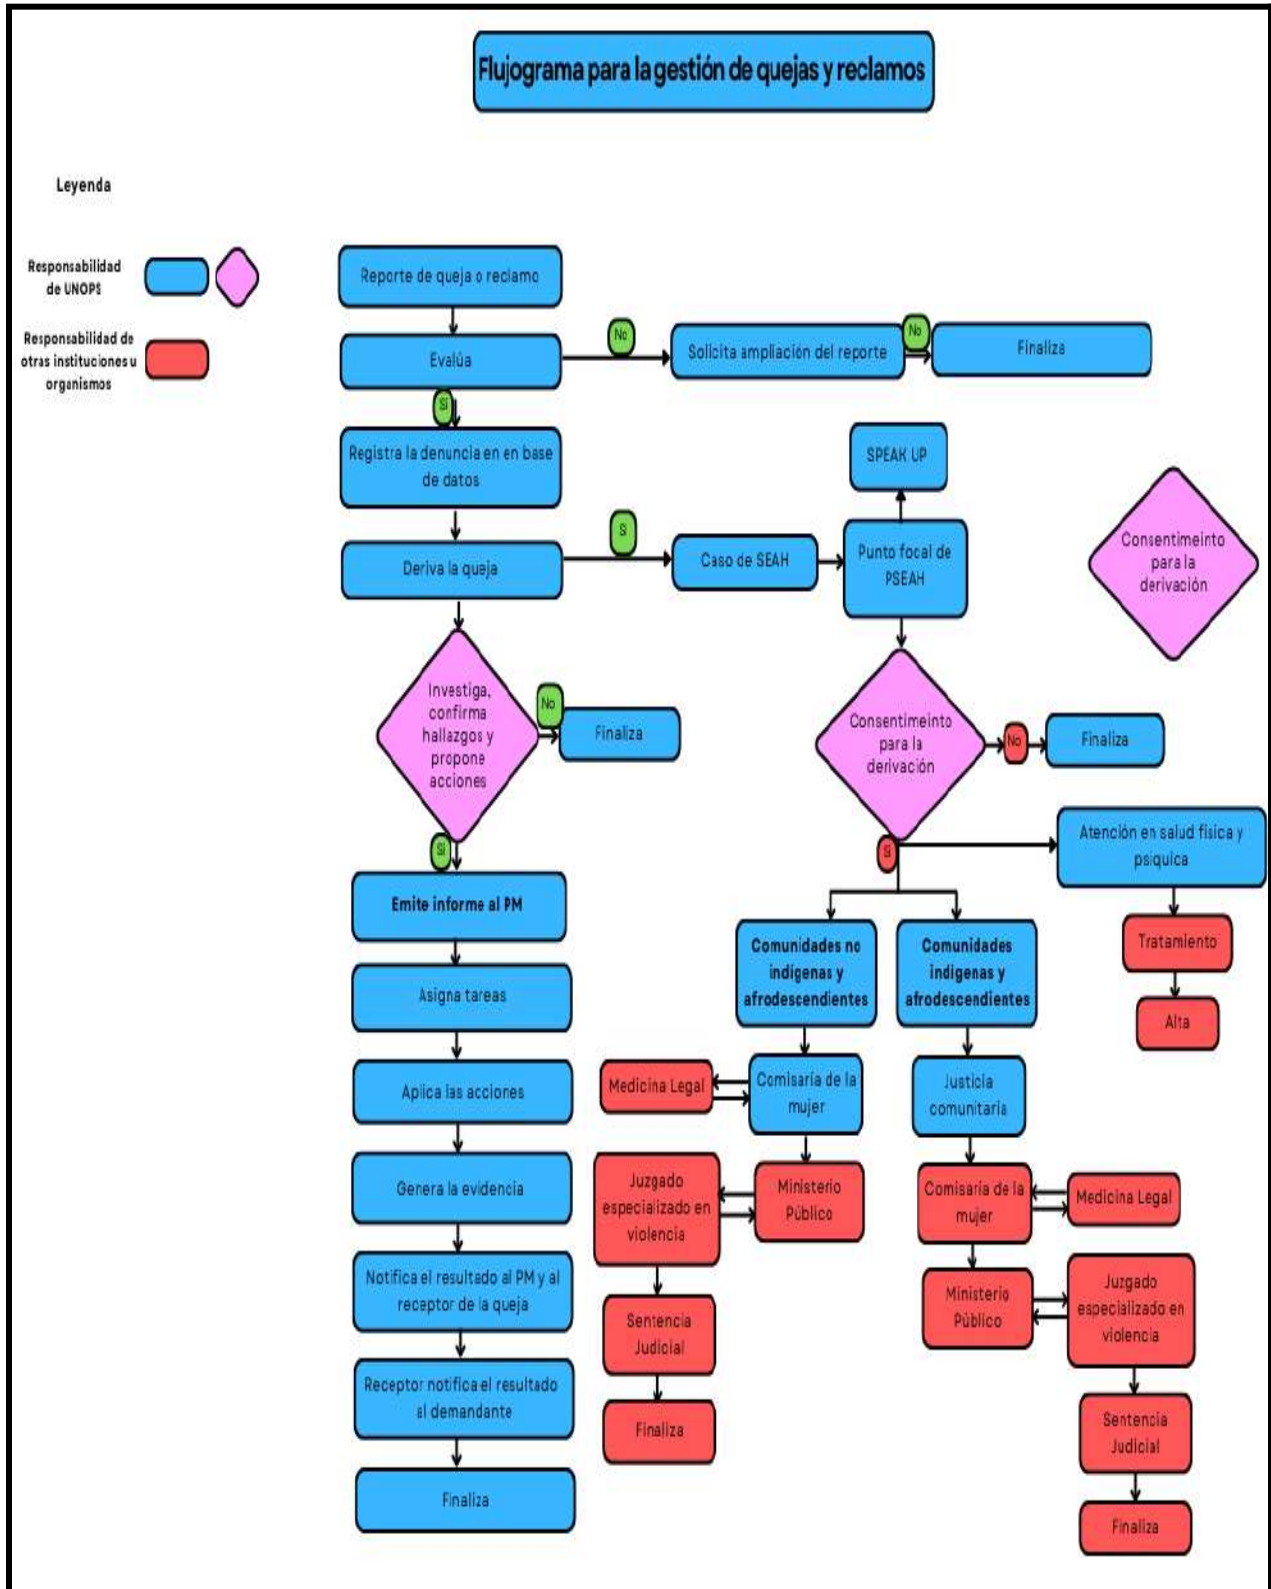 Flujograma para la gestión de quejas y reclamos
Leyenda
Responsabilidad
de UNOPS
Responsabilidad de
otras instituciones u
organismos
Reporte de queja o reclamo
Evalúa
No
Solicita ampliación del reporte
No
Finaliza
Sí
Registra la denuncia en en base
de datos
Deriva la queja
Si
Caso de SEAH
Punto focal de
PSEAH
SPEAK UP
Consentimeinto
para la
derivación
Investiga,
confirma
hallazgos y
propone
acciones
No
Finaliza
Consentimeinto
para la
derivación
No
Finaliza
Sí
Si
Atención en salud física y
psíquica
Tratamiento
Alta
Emite informe al PM
Asigna tareas
Aplica las acciones
Genera la evidencia
Notifica el resultado al PM y al
receptor de la queja
Receptor notifica el resultado
al demandante
Finaliza
Comunidades no
indígenas y
afrodescendientes
Comisaría de la
mujer
Medicina Legal
Ministerio
Público
Juzgado
especializado en
violencia
Sentencia
Judicial
Finaliza
Comunidades
indígenas y
afrodescendientes
Justicia
comunitaria
Comisaría de la
mujer
Medicina Legal
Ministerio
Público
Juzgado
especializado en
violencia
Sentencia
Judicial
Finaliza